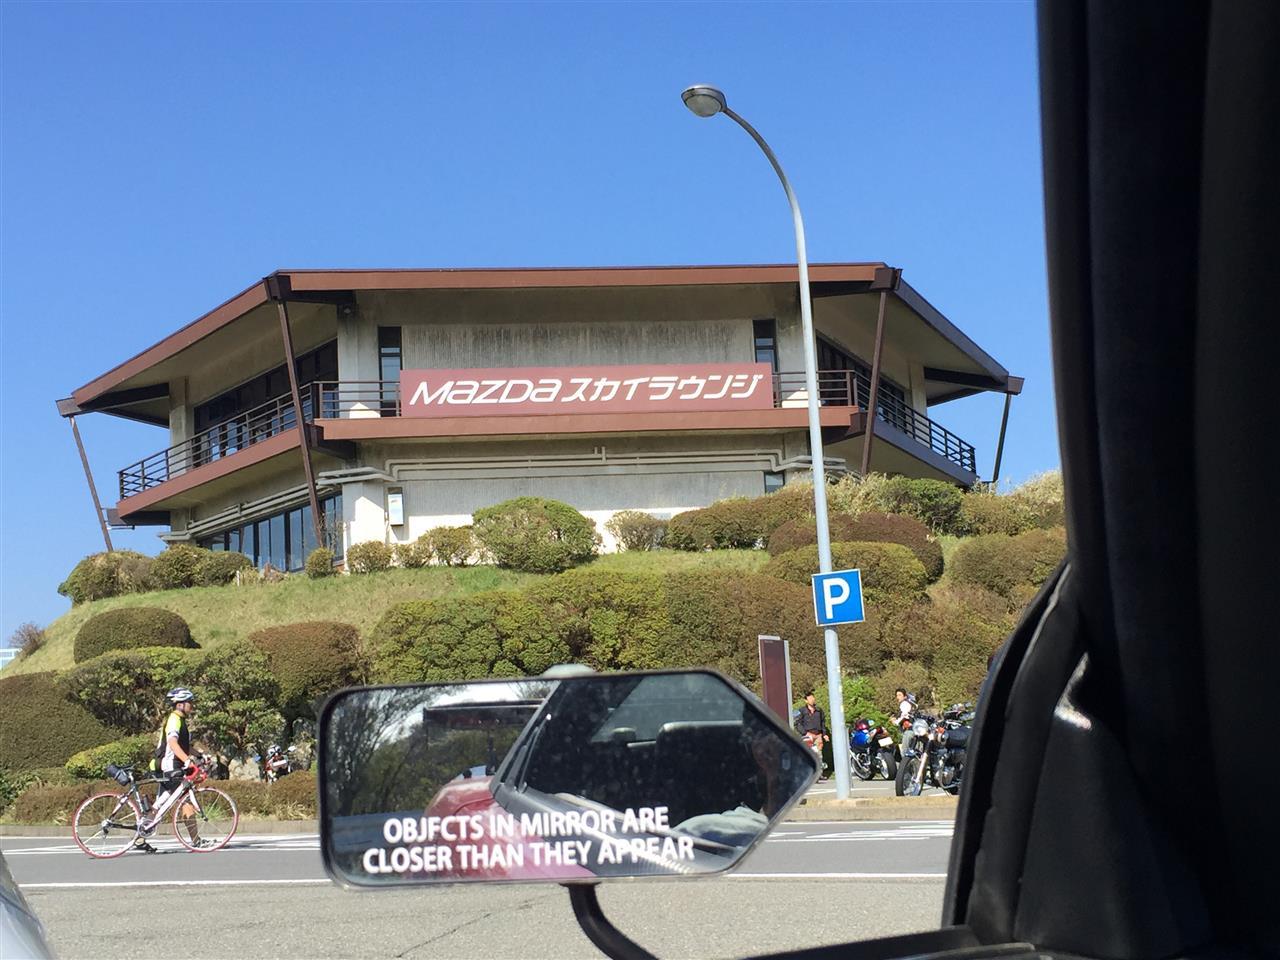 MAZDAスカイラウンジ
P
OBJECTS IN MIRROR ARE
CLOSER THAN THEY APPEAR